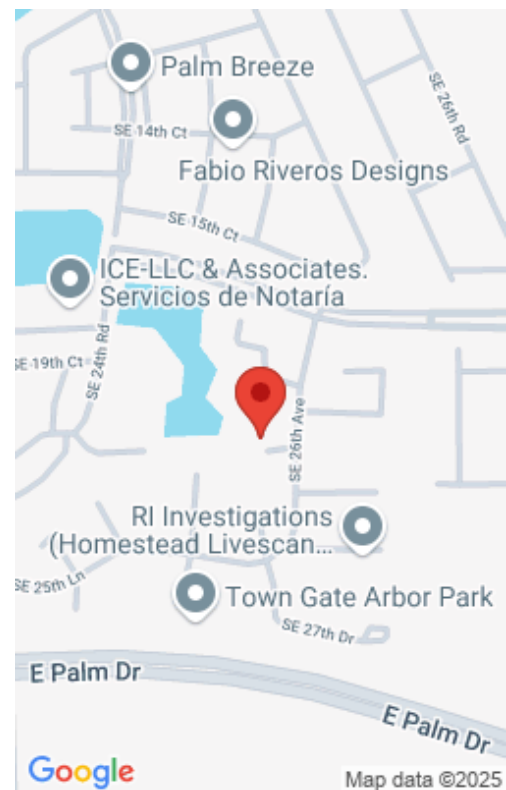 Palm Breeze
SE 26th Rd
SE 14th Ct
Fabio Riveros Designs
SE 15th Ct
ICE-LLC & Associates.
Servicios de Notaría
SE 24th Rd
SE 19th Ct
SE 26th Ave
RI Investigations
(Homestead Livescan...
SE 25th Ln
Town Gate Arbor Park
SE 27th Dr
E Palm Dr
E Palm Dr
Google
Map data ©2025